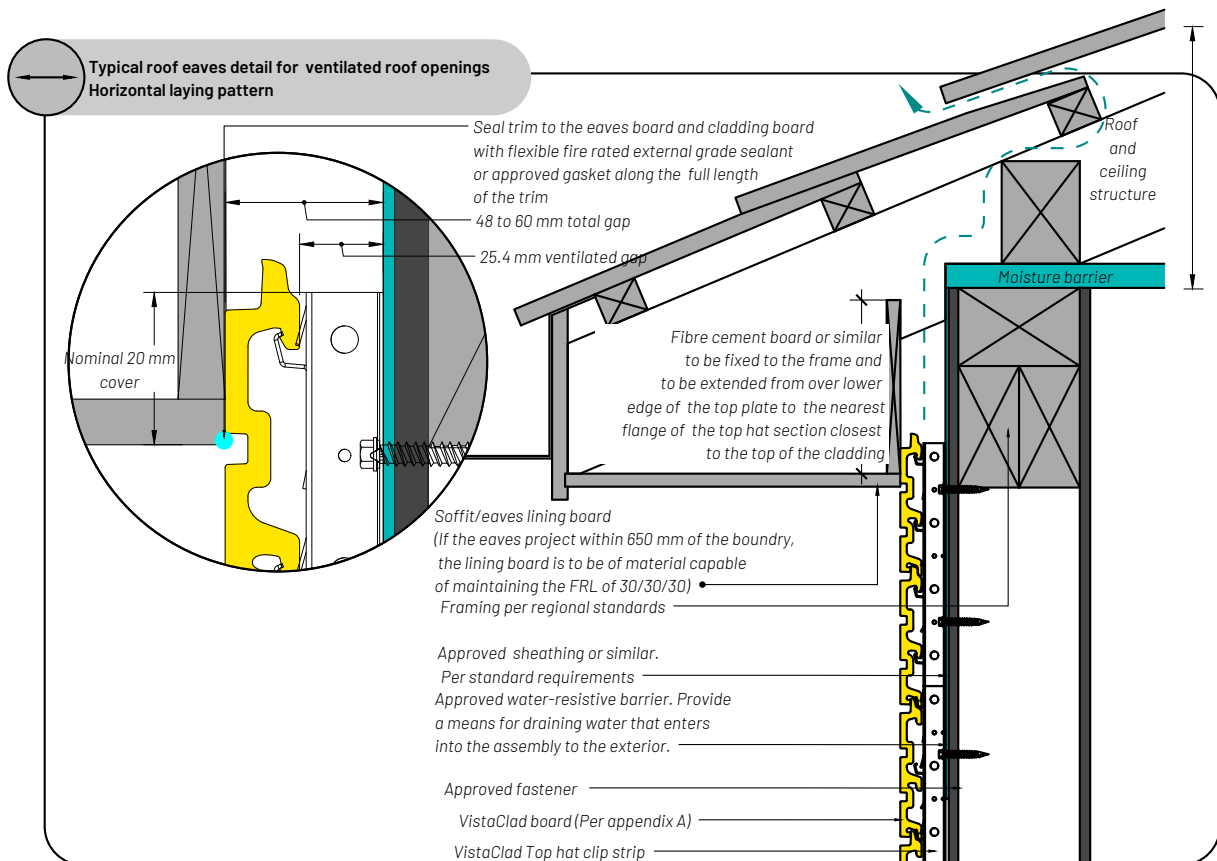 Typical roof eaves detail for ventilated roof openings
Horizontal laying pattern
Seal trim to the eaves board and cladding board
with flexible fire rated external grade sealant
or approved gasket along the full length
of the trim
48 to 60 mm total gap
25.4 mm ventilated gap
Nominal 20 mm
cover
Roof
and
ceiling
structure
Moisture barrier
Fibre cement board or similar
to be fixed to the frame and
to be extended from over lower
edge of the top plate to the nearest
flange of the top hat section closest
to the top of the cladding
Soffit/eaves lining board
(If the eaves project within 650 mm of the boundry,
the lining board is to be of material capable
of maintaining the FRL of 30/30/30)
Framing per regional standards
Approved sheathing or similar.
Per standard requirements
Approved water-resistive barrier. Provide
a means for draining water that enters
into the assembly to the exterior.
Approved fastener
VistaClad board (Per appendix A)
VistaClad Top hat clip strip